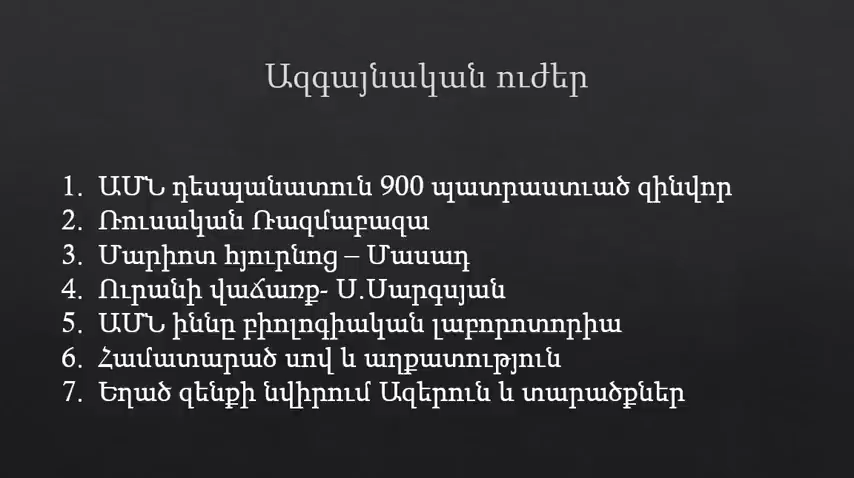 Ազգայնական ուժեր
1. ԱՄՆ դեսպանատուն 900 պատրաստւած զինվոր
2. Ռուսական Ռազմաբազա
3. Մարիոտ հյուրնոց – Մասադ
4. Ուրանի վաճառք- Ս.Սարգսյան
5. ԱՄՆ իննը բիոլոգիական լաբորոտորիա
6. Համատարած սով և աղքատություն
7. Եղած զենքի նվիրում Ազերուն և տարածքներ